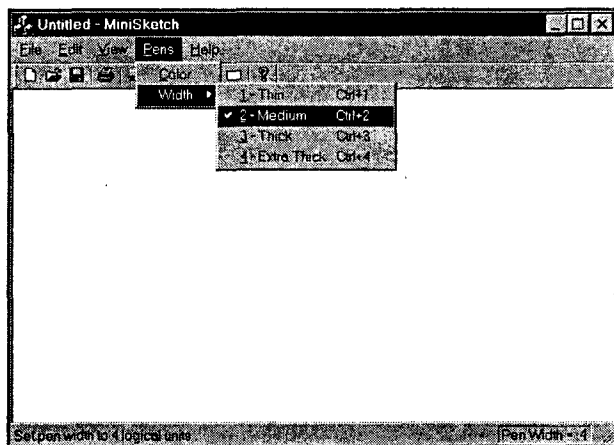 Untitled - MiniSketch
File Edit View Pens Help
Color
Width
1 - Thin Ctrl+1
2 - Medium Ctrl+2
3 - Thick Ctrl+3
4 - Extra Thick Ctrl+4
Set pen width to 4 logical units
Pen Width = 4